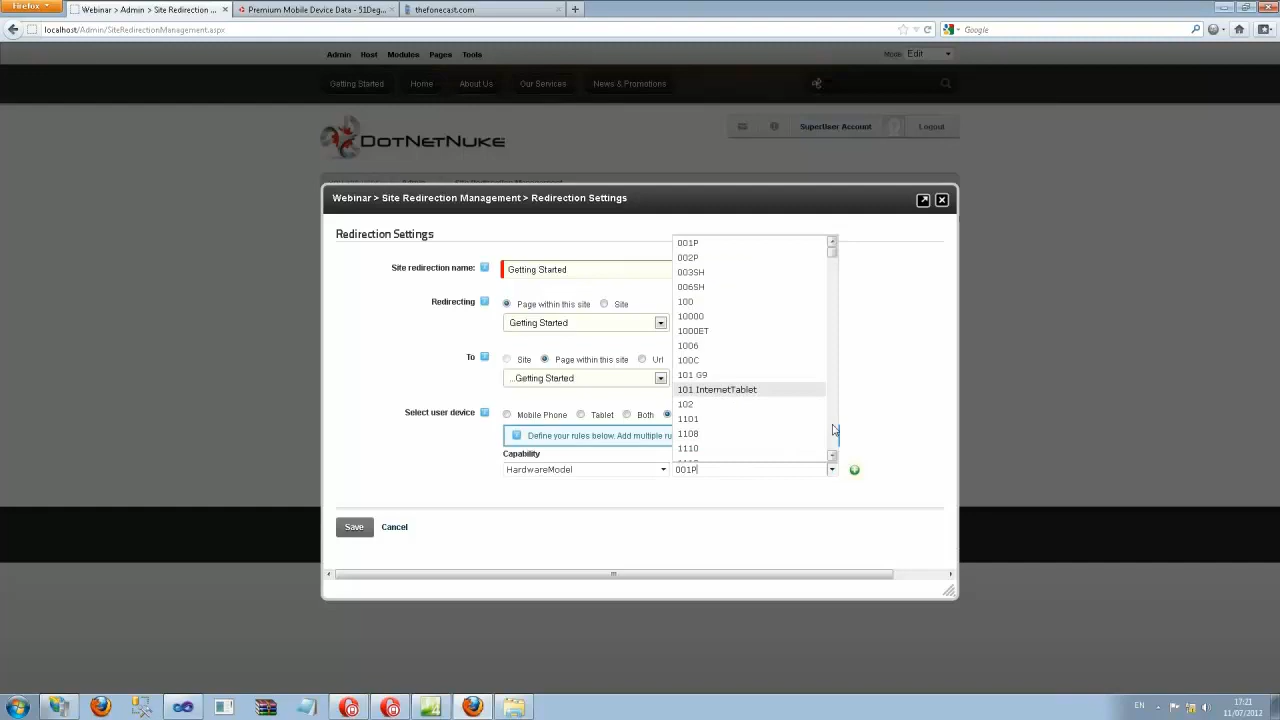 Firefox
Webinar > Admin > Site Redirection ...
Premium Mobile Device Data - 51Deg...
thefonecast.com
localhost/Admin/SiteRedirectionManagement.aspx
Google
Admin Host Modules Pages Tools
Mode: Edit
Getting Started Home About Us Our Services News & Promotions
DOTNETNUKE
SuperUser Account Logout
Webinar > Site Redirection Management > Redirection Settings
Redirection Settings
Site redirection name: Getting Started
Redirecting Page within this site Site
Getting Started
To Site Page within this site Url
...Getting Started
Select user device Mobile Phone Tablet Both
Define your rules below. Add multiple ru
Capability
HardwareModel 001P
001P
002P
003SH
006SH
100
10000
1000ET
1006
100C
101 G9
101 InternetTablet
102
1101
1108
1110
Save Cancel
EN
17:21
11/07/2012